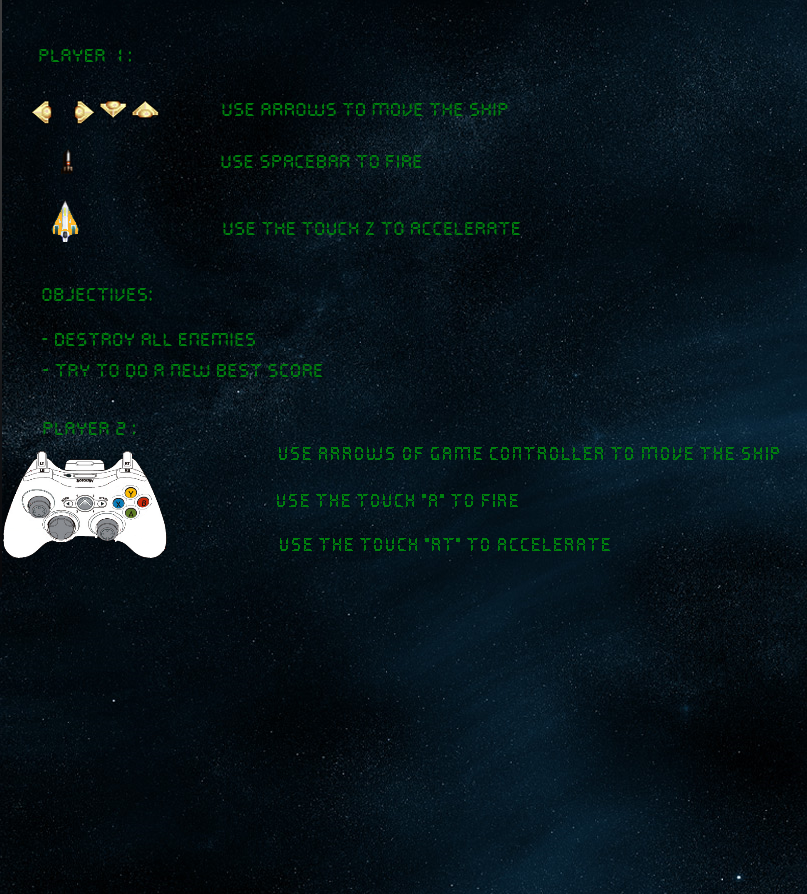 PLAYER 1:
USE ARROWS TO MOVE THE SHIP
USE SPACEBAR TO FIRE
USE THE TOUCH Z TO ACCELERATE
OBJECTIVES:
- DESTROY ALL ENEMIES
- TRY TO DO A NEW BEST SCORE
PLAYER 2 :
USE ARROWS OF GAME CONTROLLER TO MOVE THE SHIP
USE THE TOUCH "A" TO FIRE
USE THE TOUCH "RT" TO ACCELERATE
Y
X
B
A